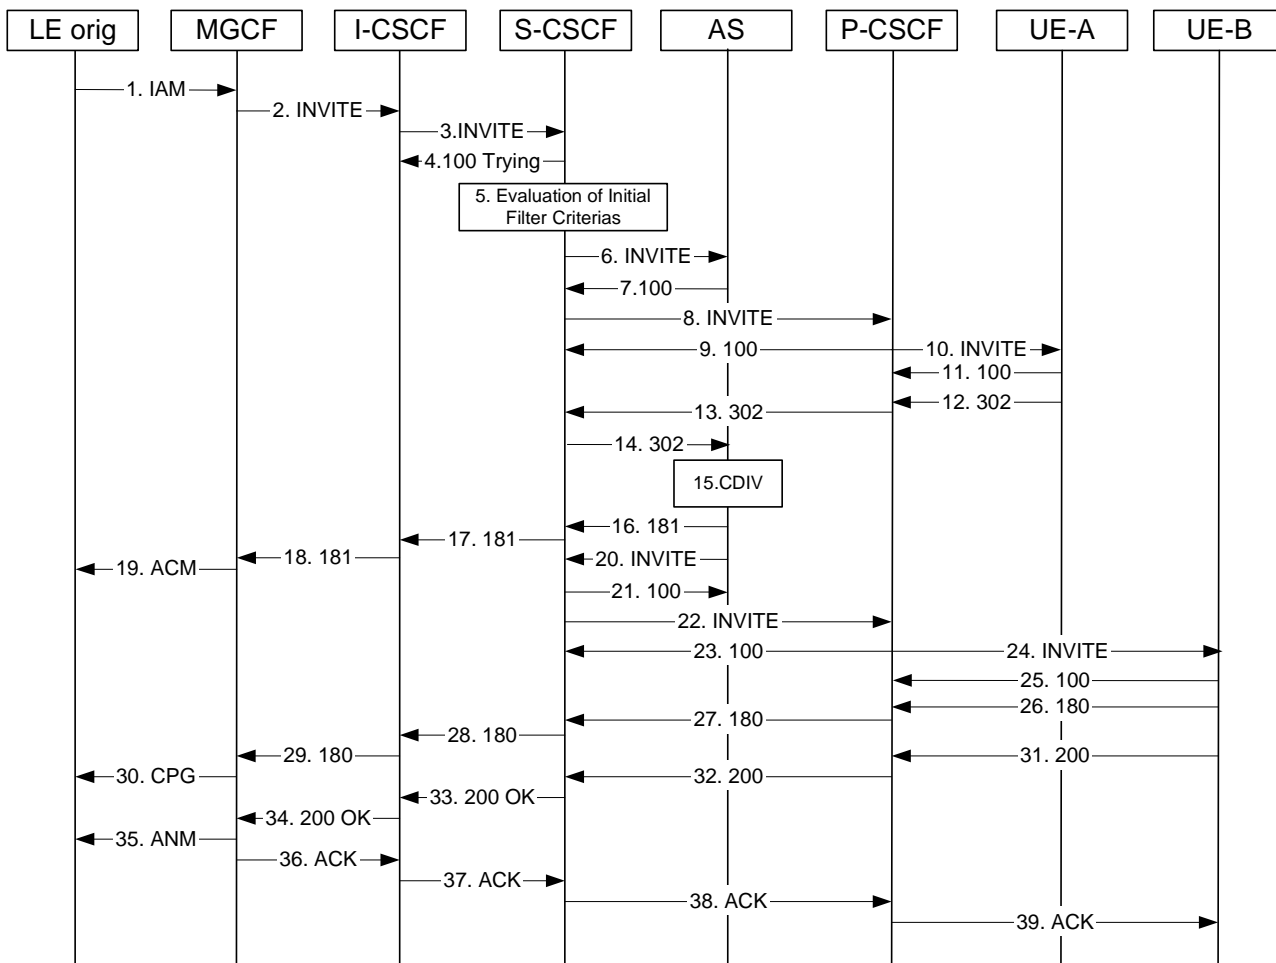 LE orig
MGCF
I-CSCF
S-CSCF
AS
P-CSCF
UE-A
UE-B
1. IAM
2. INVITE
3.INVITE
4.100 Trying
5. Evaluation of Initial
Filter Criterias
6. INVITE
7.100
8. INVITE
9. 100
10. INVITE
11. 100
12. 302
13. 302
14. 302
15.CDIV
16. 181
17. 181
18. 181
19. ACM
20. INVITE
21. 100
22. INVITE
23. 100
24. INVITE
25. 100
26. 180
27. 180
28. 180
29. 180
30. CPG
31. 200
32. 200
33. 200 OK
34. 200 OK
35. ANM
36. ACK
37. ACK
38. ACK
39. ACK